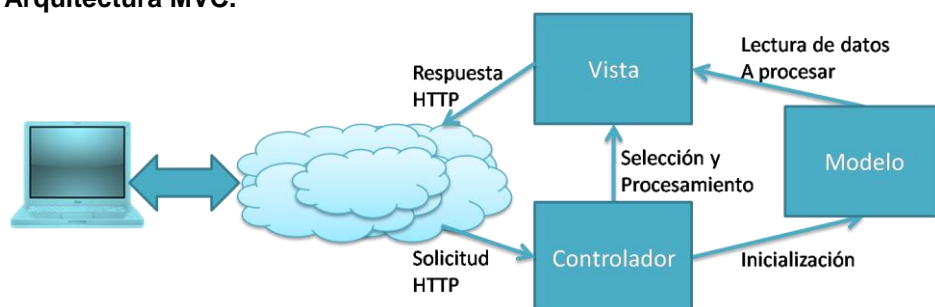 Arquitectura MVC.
Respuesta
HTTP
Vista
Lectura de datos
A procesar
Selección y
Procesamiento
Modelo
Solicitud
HTTP
Controlador
Inicialización